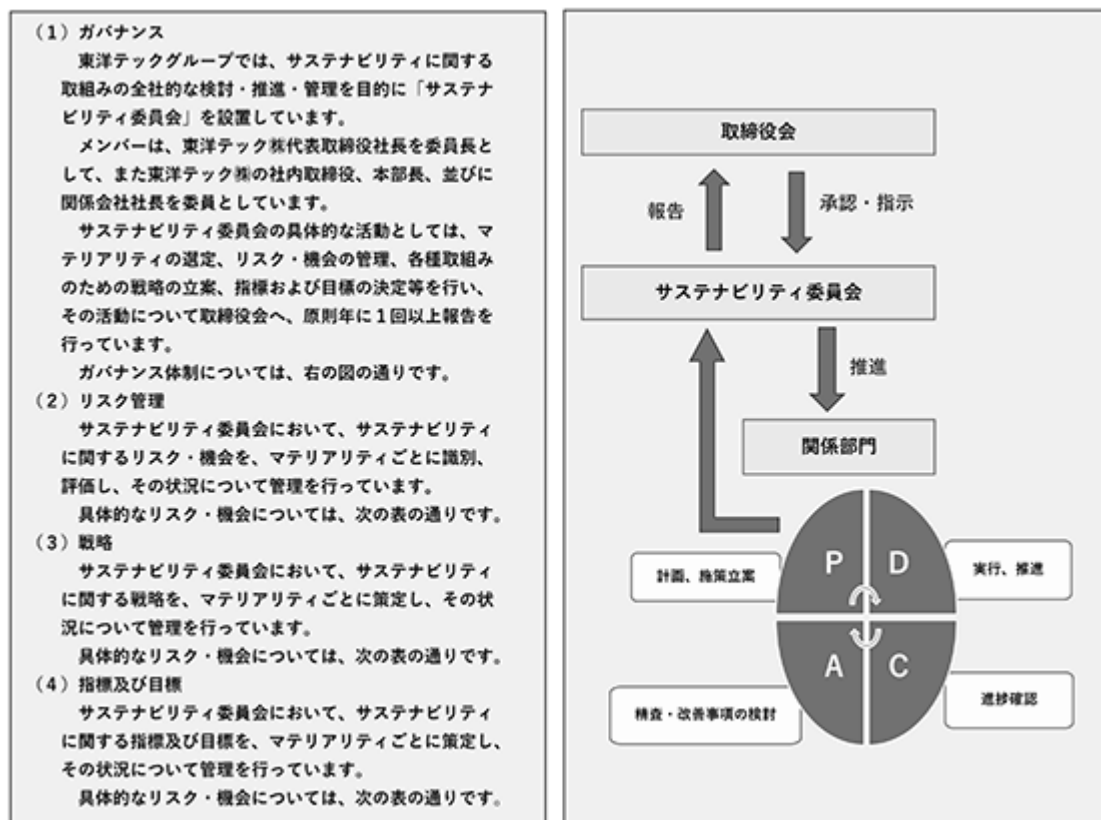 (1)ガバナンス
東洋テックグループでは、サステナビリティに関する
取組みの全社的な検討・推進・管理を目的に「サステナ
ビリティ委員会」を設置しています。
メンバーは、東洋テック㈱代表取締役社長を委員長と
して、また東洋テック㈱の社内取締役、本部長、並びに
関係会社社長を委員としています。
サステナビリティ委員会の具体的な活動としては、マ
テリアリティの選定、リスク・機会の管理、各種取組み
のための戦略の立案、指標および目標の決定等を行い、
その活動について取締役会へ、原則年に1回以上報告を
行っています。
ガバナンス体制については、右の図の通りです。
(2)リスク管理
サステナビリティ委員会において、サステナビリティ
に関するリスク・機会を、マテリアリティごとに識別、
評価し、その状況について管理を行っています。
具体的なリスク・機会については、次の表の通りです。
(3)戦略
サステナビリティ委員会において、サステナビリティ
に関する戦略を、マテリアリティごとに策定し、その状
況について管理を行っています。
具体的なリスク・機会については、次の表の通りです。
(4)指標及び目標
サステナビリティ委員会において、サステナビリティ
に関する指標及び目標を、マテリアリティごとに策定し、
その状況について管理を行っています。
具体的なリスク・機会については、次の表の通りです。
取締役会
報告
承認・指示
サステナビリティ委員会
推進
関係部門
計画、施策立案
P
D
実行、推進
精査・改善事項の検討
A
C
進捗確認